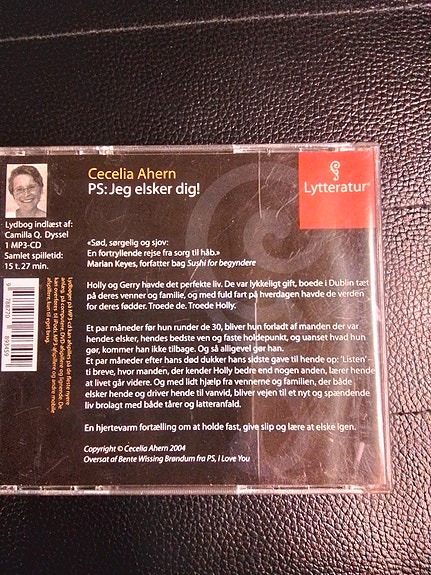 Cecelia Ahern
PS: Jeg elsker dig!
Lytteratur®
Lydbog indlæst af:
Camilla Q. Dyssel
1 MP3-CD
Samlet spilletid:
15 t. 27 min.
«Sød, sørgelig og sjov:
En fortryllende rejse fra sorg til håb.»
Marian Keyes, forfatter bag Sushi for begyndere
Holly og Gerry havde det perfekte liv. De var lykkeligt gift, boede i Dublin tæt
på deres venner og familie, og med fuld fart på hverdagen havde de verden
for deres fødder. Troede de. Troede Holly.
Et par måneder før hun runder de 30, bliver hun forladt af manden der var
hendes elsker, hendes bedste ven og faste holdepunkt, og uanset hvad hun
gør, kommer han ikke tilbage. Og så alligevel gør han.
Et par måneder efter hans død dukker hans sidste gave til hende op: 'Listen' –
ti breve, hvor manden, der kender Holly bedre end nogen anden, lærer hende
at livet går videre. Og med lidt hjælp fra vennerne og familien, der både
elsker hende og driver hende til vanvid, bliver vejen til et nyt og spændende
liv brolagt med både tårer og latteranfald.
En hjertevarm fortælling om at holde fast, give slip og lære at elske igen.
Copyright © Cecelia Ahern 2004
Oversat af Bente Wissing Brøndum fra PS, I Love You